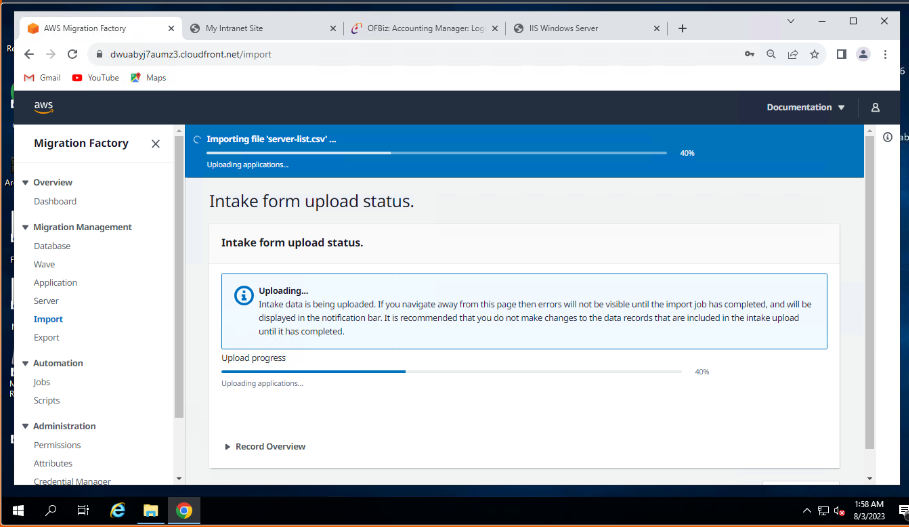 AWS Migration Factory
My Intranet Site
OFBiz: Accounting Manager: Log
IIS Windows Server
dwuabyj7aumz3.cloudfront.net/import
Gmail
YouTube
Maps
aws
Documentation
Migration Factory
Importing file 'server-list.csv' ...
40%
Uploading applications...
Overview
Dashboard
Migration Management
Database
Wave
Application
Server
Import
Export
Automation
Jobs
Scripts
Administration
Permissions
Attributes
Credential Manager
Intake form upload status.
Intake form upload status.
Uploading...
Intake data is being uploaded. If you navigate away from this page then errors will not be visible until the import job has completed, and will be
displayed in the notification bar. It is recommended that you do not make changes to the data records that are included in the intake upload
until it has completed.
Upload progress
40%
Uploading applications...
Record Overview
1:58 AM
8/3/2023